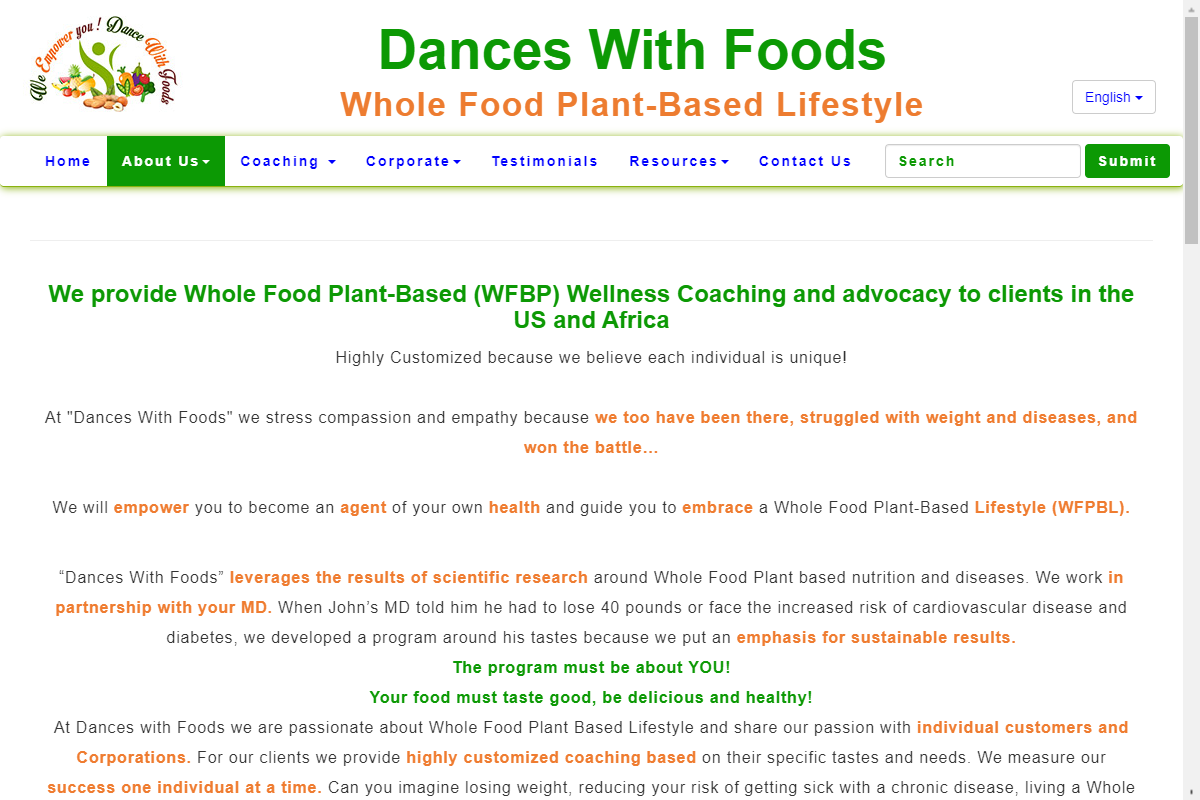 We Empower you ! Dance With Foods
Dances With Foods
Whole Food Plant-Based Lifestyle
English
Home About Us Coaching Corporate Testimonials Resources Contact Us Search Submit
We provide Whole Food Plant-Based (WFBP) Wellness Coaching and advocacy to clients in the
US and Africa
Highly Customized because we believe each individual is unique!
At "Dances With Foods" we stress compassion and empathy because we too have been there, struggled with weight and diseases, and
won the battle…
We will empower you to become an agent of your own health and guide you to embrace a Whole Food Plant-Based Lifestyle (WFPBL).
“Dances With Foods” leverages the results of scientific research around Whole Food Plant based nutrition and diseases. We work in
partnership with your MD. When John’s MD told him he had to lose 40 pounds or face the increased risk of cardiovascular disease and
diabetes, we developed a program around his tastes because we put an emphasis for sustainable results.
The program must be about YOU!
Your food must taste good, be delicious and healthy!
At Dances with Foods we are passionate about Whole Food Plant Based Lifestyle and share our passion with individual customers and
Corporations. For our clients we provide highly customized coaching based on their specific tastes and needs. We measure our
success one individual at a time. Can you imagine losing weight, reducing your risk of getting sick with a chronic disease, living a Whole